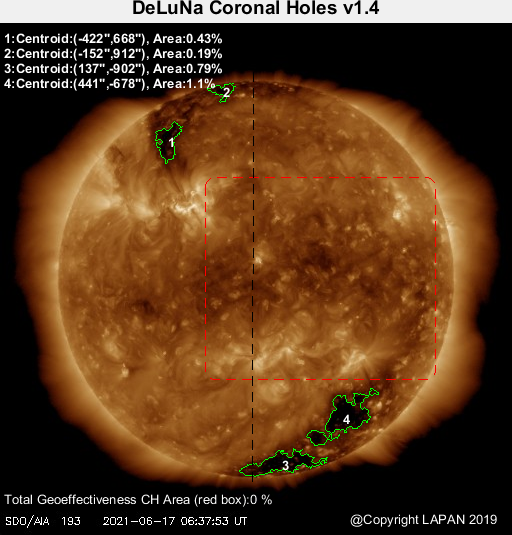 DeLuNa Coronal Holes v1.4
1:Centroid:(-422",668"), Area:0.43%
2:Centroid:(-152",912"), Area:0.19%
3:Centroid:(137",-902"), Area:0.79%
4:Centroid:(441",-678"), Area:1.1%
2
1
4
3
Total Geoeffectiveness CH Area (red box):0 %
SDO/AIA 193 2021-06-17 06:37:53 UT
@Copyright LAPAN 2019